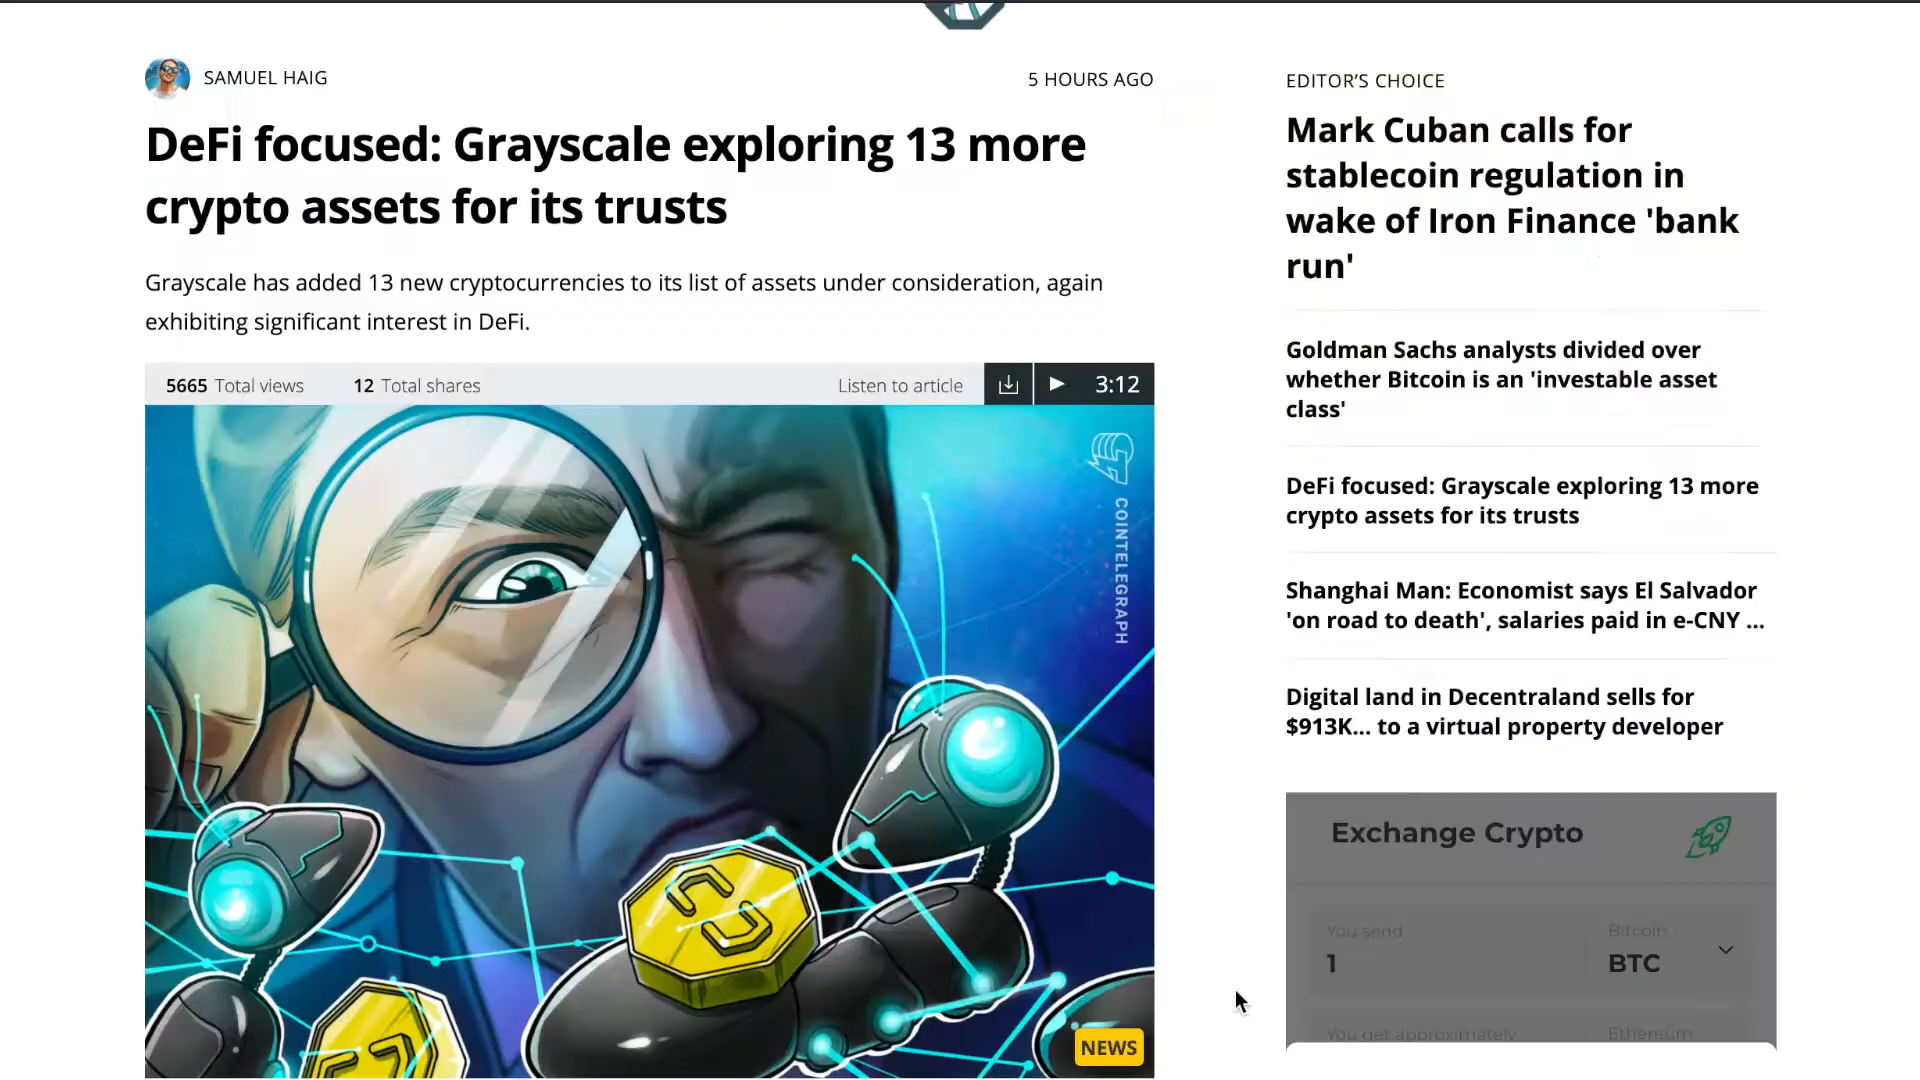 SAMUEL HAIG
5 HOURS AGO
DeFi focused: Grayscale exploring 13 more
crypto assets for its trusts
Grayscale has added 13 new cryptocurrencies to its list of assets under consideration, again
exhibiting significant interest in DeFi.
5665 Total views
12 Total shares
Listen to article
3:12
COINTELEGRAPH
NEWS
EDITOR’S CHOICE
Mark Cuban calls for
stablecoin regulation in
wake of Iron Finance 'bank
run'
Goldman Sachs analysts divided over
whether Bitcoin is an 'investable asset
class'
DeFi focused: Grayscale exploring 13 more
crypto assets for its trusts
Shanghai Man: Economist says El Salvador
'on road to death', salaries paid in e-CNY ...
Digital land in Decentraland sells for
$913K... to a virtual property developer
Exchange Crypto
You send
Bitcoin
1
BTC
You get approximately
Ethereum